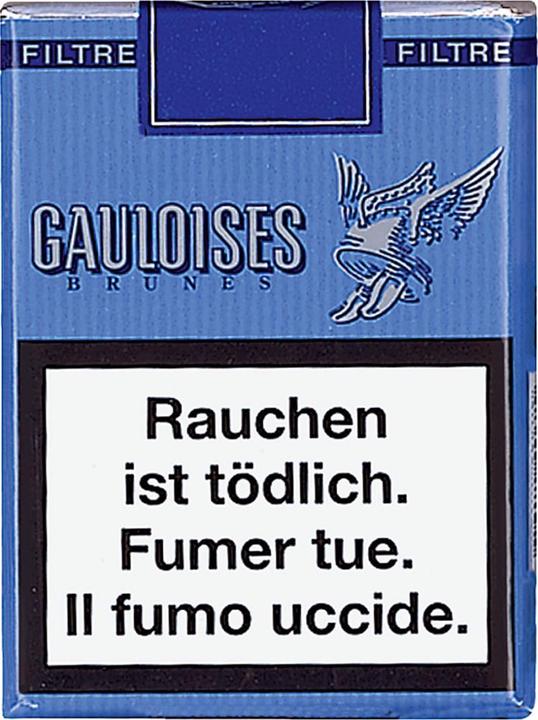 FILTRE FILTRE
GAULOISES
BRUNES
Rauchen
ist tödlich.
Fumer tue.
Il fumo uccide.